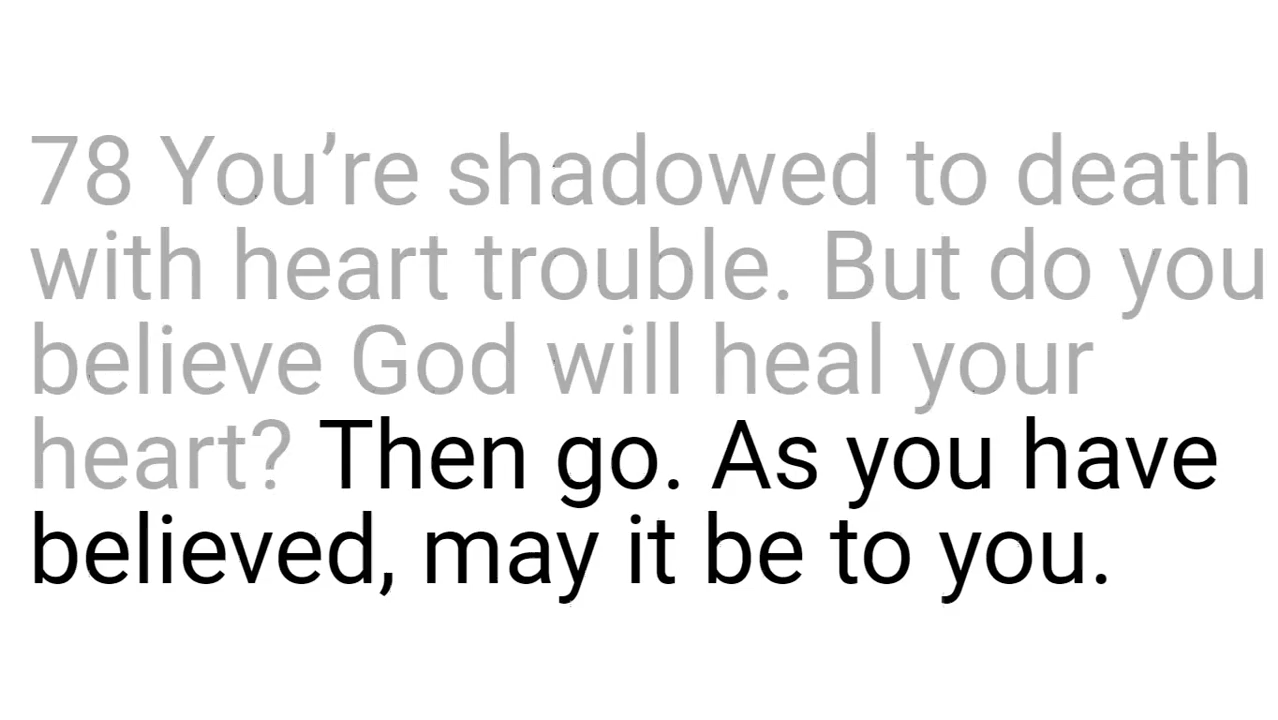 78 You’re shadowed to death
with heart trouble. But do you
believe God will heal your
heart? Then go. As you have
believed, may it be to you.